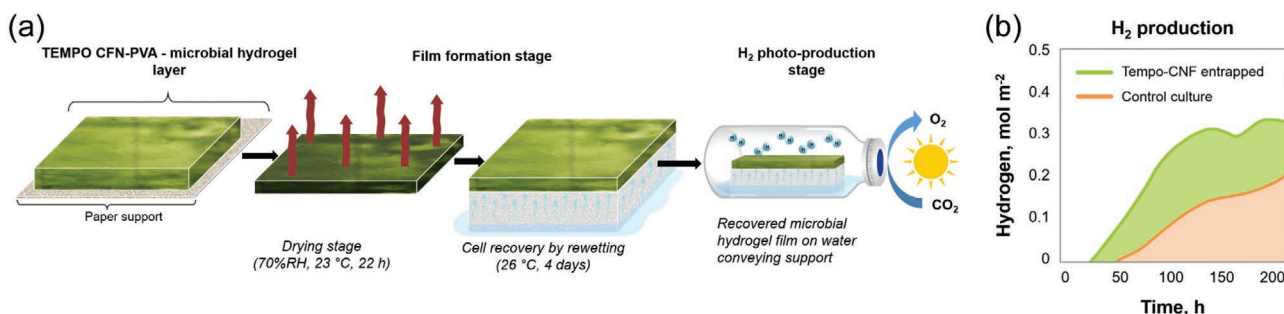 (a)
TEMPO CFN-PVA - microbial hydrogel
layer
Paper support
Film formation stage
Drying stage
(70%RH, 23 °C, 22 h)
Cell recovery by rewetting
(26 °C, 4 days)
H₂ photo-production
stage
H H H H H H H H
O₂
CO₂
Recovered microbial
hydrogel film on water
conveying support
(b)
H₂ production
Hydrogen, mol m⁻²
0.5
0.4
0.3
0.2
0.1
0
Tempo-CNF entrapped
Control culture
0 50 100 150 200
Time, h